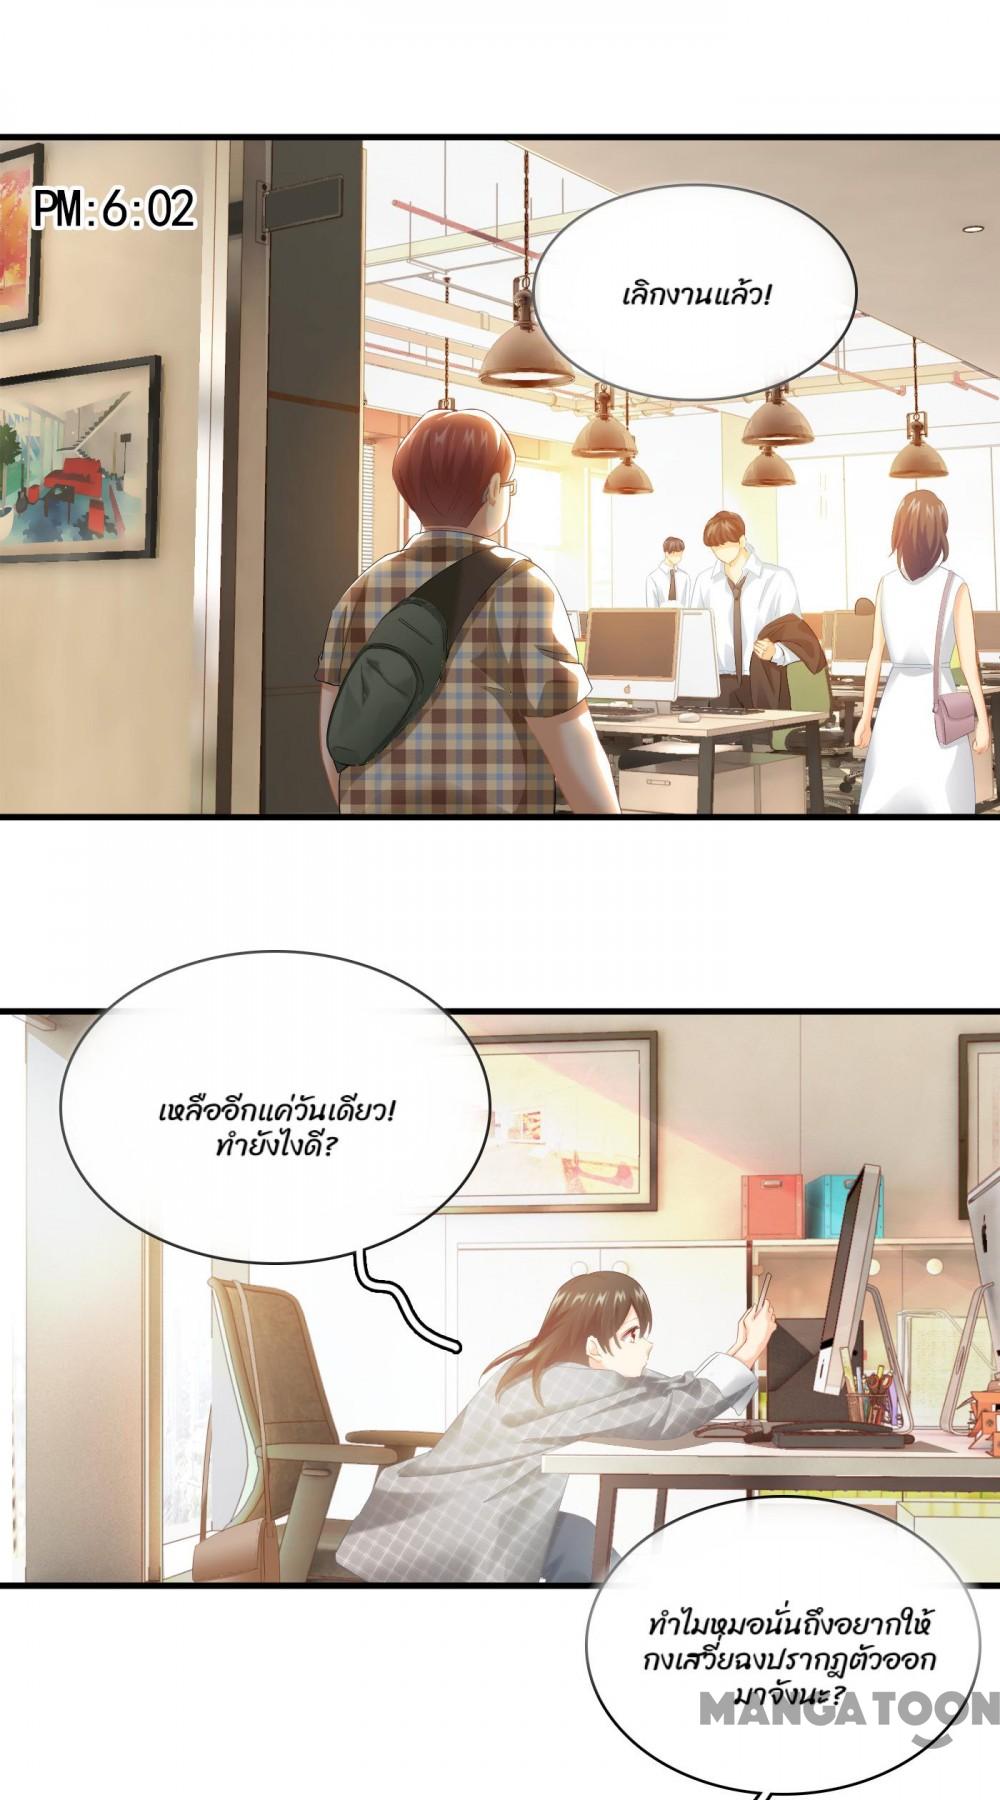 PM:6:02
เลิกงานแล้ว!
เหลืออีกแค่วันเดียว!
ทำยังไงดี?
ทำไมหมอนั่นถึงอยากให้
กงเสวี่ยฉงปรากฏตัวออก
มาจังนะ?
MANGATOON